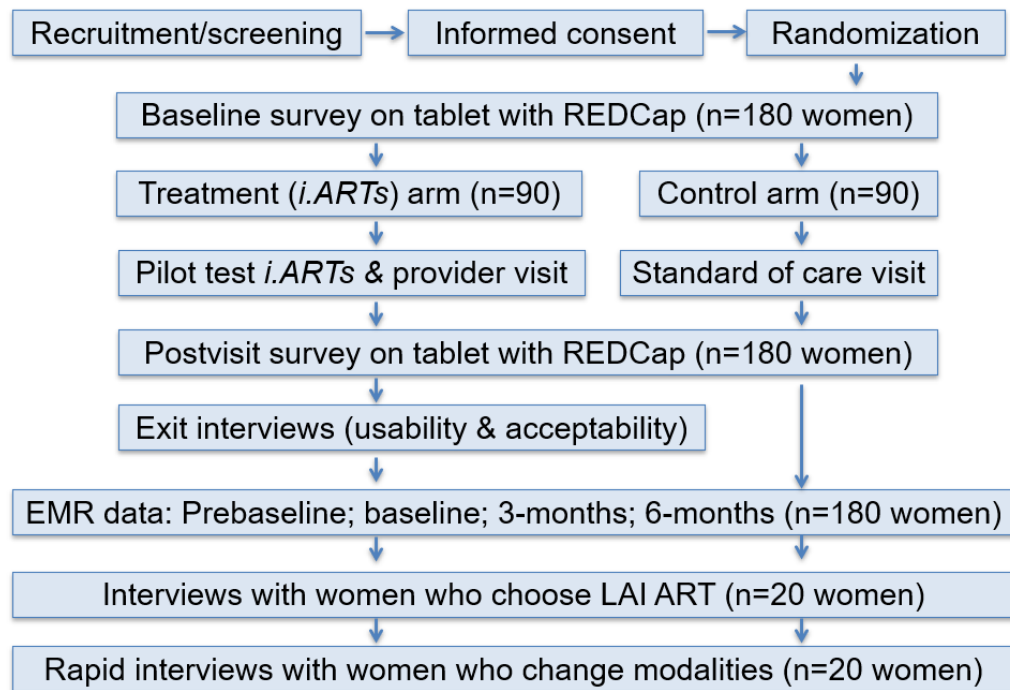 Recruitment/screening
Informed consent
Randomization
Baseline survey on tablet with REDCap (n=180 women)
Treatment (i.ARTs) arm (n=90)
Control arm (n=90)
Pilot test i.ARTs & provider visit
Standard of care visit
Postvisit survey on tablet with REDCap (n=180 women)
Exit interviews (usability & acceptability)
EMR data: Prebaseline; baseline; 3-months; 6-months (n=180 women)
Interviews with women who choose LAI ART (n=20 women)
Rapid interviews with women who change modalities (n=20 women)